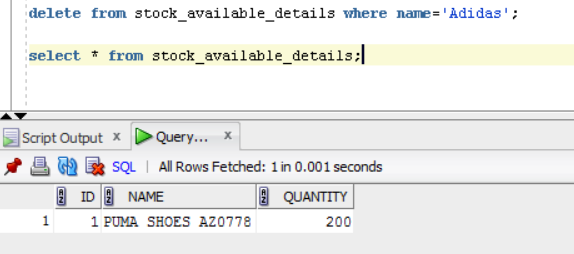 delete from stock_available_details where name='Adidas';
select * from stock_available_details;
Script Output x Query... x
SQL | All Rows Fetched: 1 in 0.001 seconds
ID NAME QUANTITY
1 1 PUMA SHOES AZ0778 200